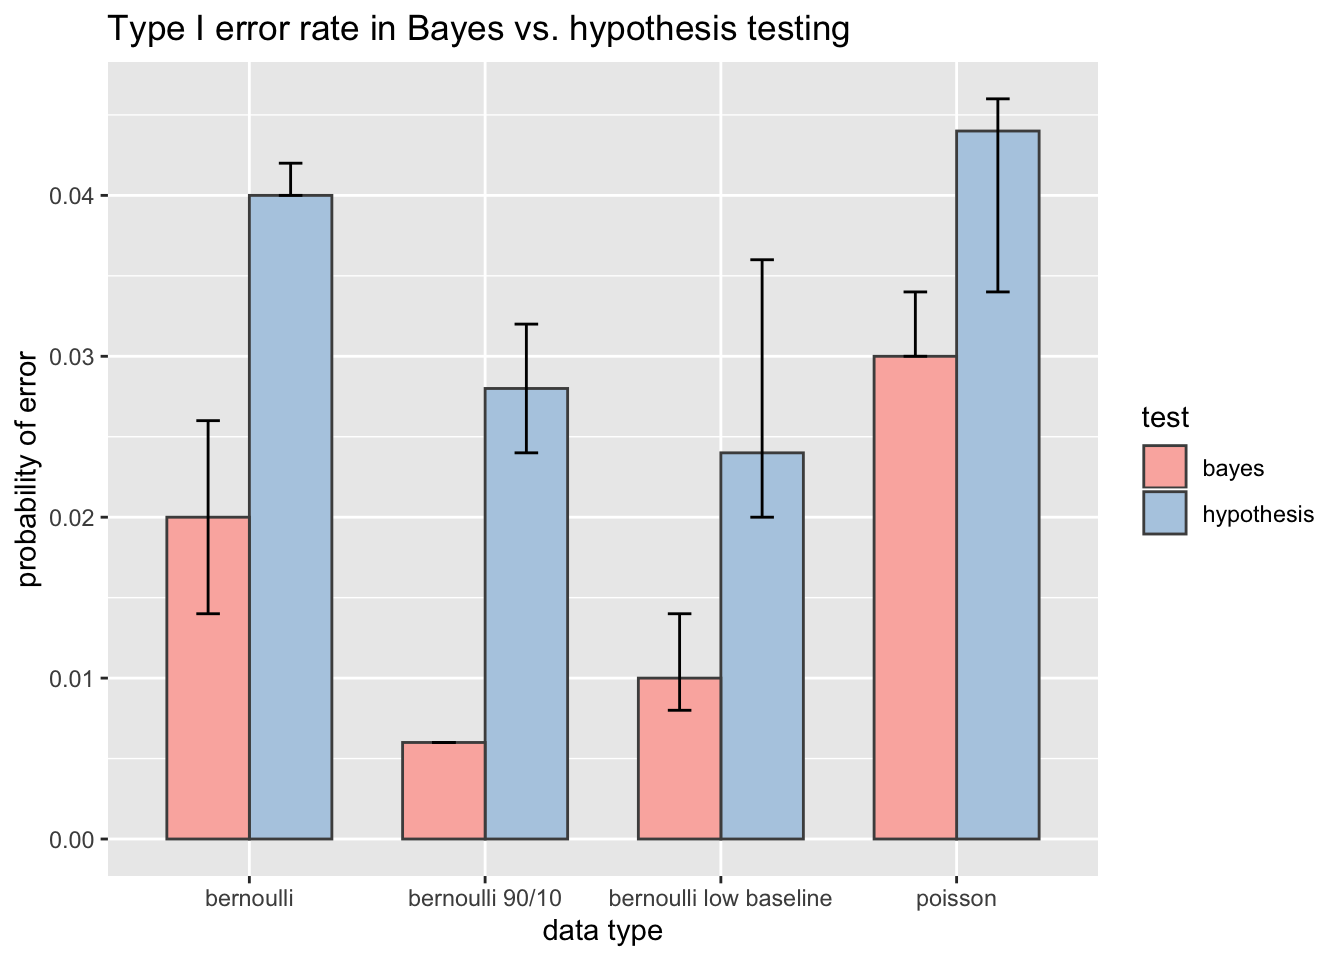 Type I error rate in Bayes vs. hypothesis testing
probability of error
0.04
0.03
0.02
0.01
0.00
bernoulli
bernoulli 90/10
bernoulli low baseline
poisson
data type
test
bayes
hypothesis